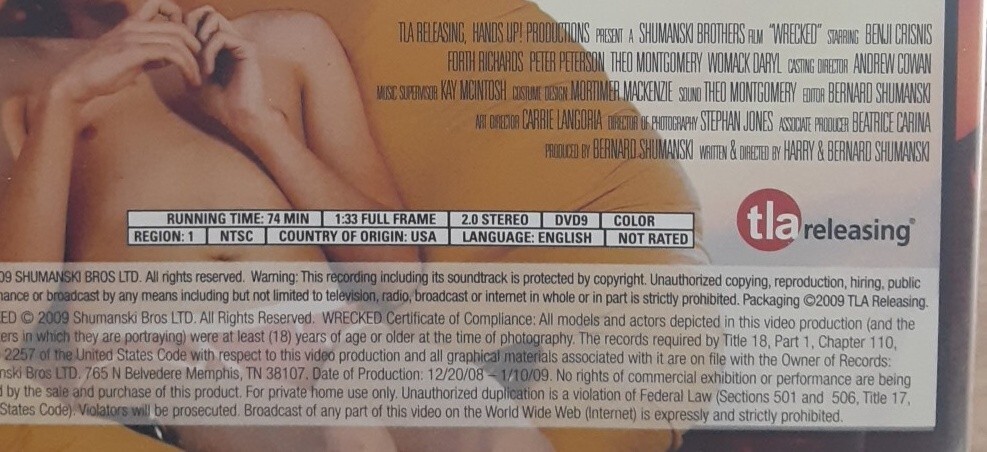 TLA RELEASING, HANDS UP! PRODUCTIONS PRESENT A SHUMANSKI BROTHERS FILM "WRECKED" STARRING BENJI CRISNIS
FORTH RICHARDS PETER PETERSON THEO MONTGOMERY WOMACK DARYL CASTING DIRECTOR ANDREW COWAN
MUSIC SUPERVISOR KAY MCINTOSH COSTUME DESIGN MORTIMER MACKENZIE SOUND THEO MONTGOMERY EDITOR BERNARD SHUMANSKI
ART DIRECTOR CARRIE LANGORIA DIRECTOR OF PHOTOGRAPHY STEPHAN JONES ASSOCIATE PRODUCER BEATRICE CARINA
PRODUCED BY BERNARD SHUMANSKI WRITTEN & DIRECTED BY HARRY & BERNARD SHUMANSKI
RUNNING TIME: 74 MIN 1:33 FULL FRAME 2.0 STEREO DVD9 COLOR
REGION: 1 NTSC COUNTRY OF ORIGIN: USA LANGUAGE: ENGLISH NOT RATED
tla releasing®
09 SHUMANSKI BROS LTD. All rights reserved. Warning: This recording including its soundtrack is protected by copyright. Unauthorized copying, reproduction, hiring, public
mance or broadcast by any means including but not limited to television, radio, broadcast or internet in whole or in part is strictly prohibited. Packaging ©2009 TLA Releasing.
ED © 2009 Shumanski Bros LTD. All Rights Reserved. WRECKED Certificate of Compliance: All models and actors depicted in this video production (and the
ers in which they are portraying) were at least (18) years of age or older at the time of photography. The records required by Title 18, Part 1, Chapter 110,
2257 of the United States Code with respect to this video production and all graphical materials associated with it are on file with the Owner of Records:
nski Bros LTD. 765 N Belvedere Memphis, TN 38107. Date of Production: 12/20/08 – 1/10/09. No rights of commercial exhibition or performance are being
d by the sale and purchase of this product. For private home use only. Unauthorized duplication is a violation of Federal Law (Sections 501 and 506, Title 17,
States Code). Violators will be prosecuted. Broadcast of any part of this video on the World Wide Web (Internet) is expressly and strictly prohibited.